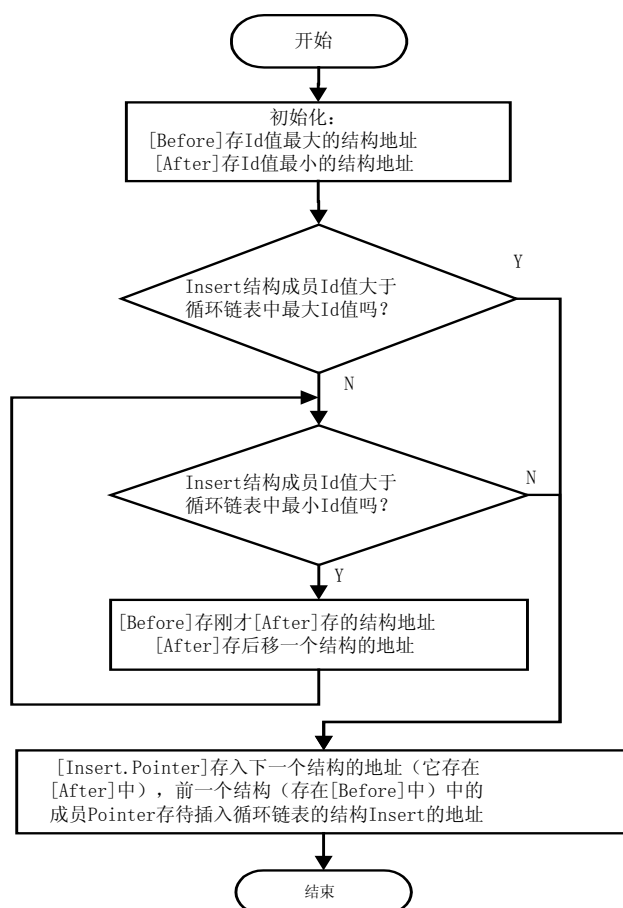 开始
初始化：
[Before]存Id值最大的结构地址
[After]存Id值最小的结构地址
Y
Insert结构成员Id值大于
循环链表中最大Id值吗？
N
Insert结构成员Id值大于
循环链表中最小Id值吗？
N
Y
[Before]存刚才[After]存的结构地址
[After]存后移一个结构的地址
[Insert.Pointer]存入下一个结构的地址（它存在
[After]中），前一个结构（存在[Before]中）中的
成员Pointer存待插入循环链表的结构Insert的地址
结束